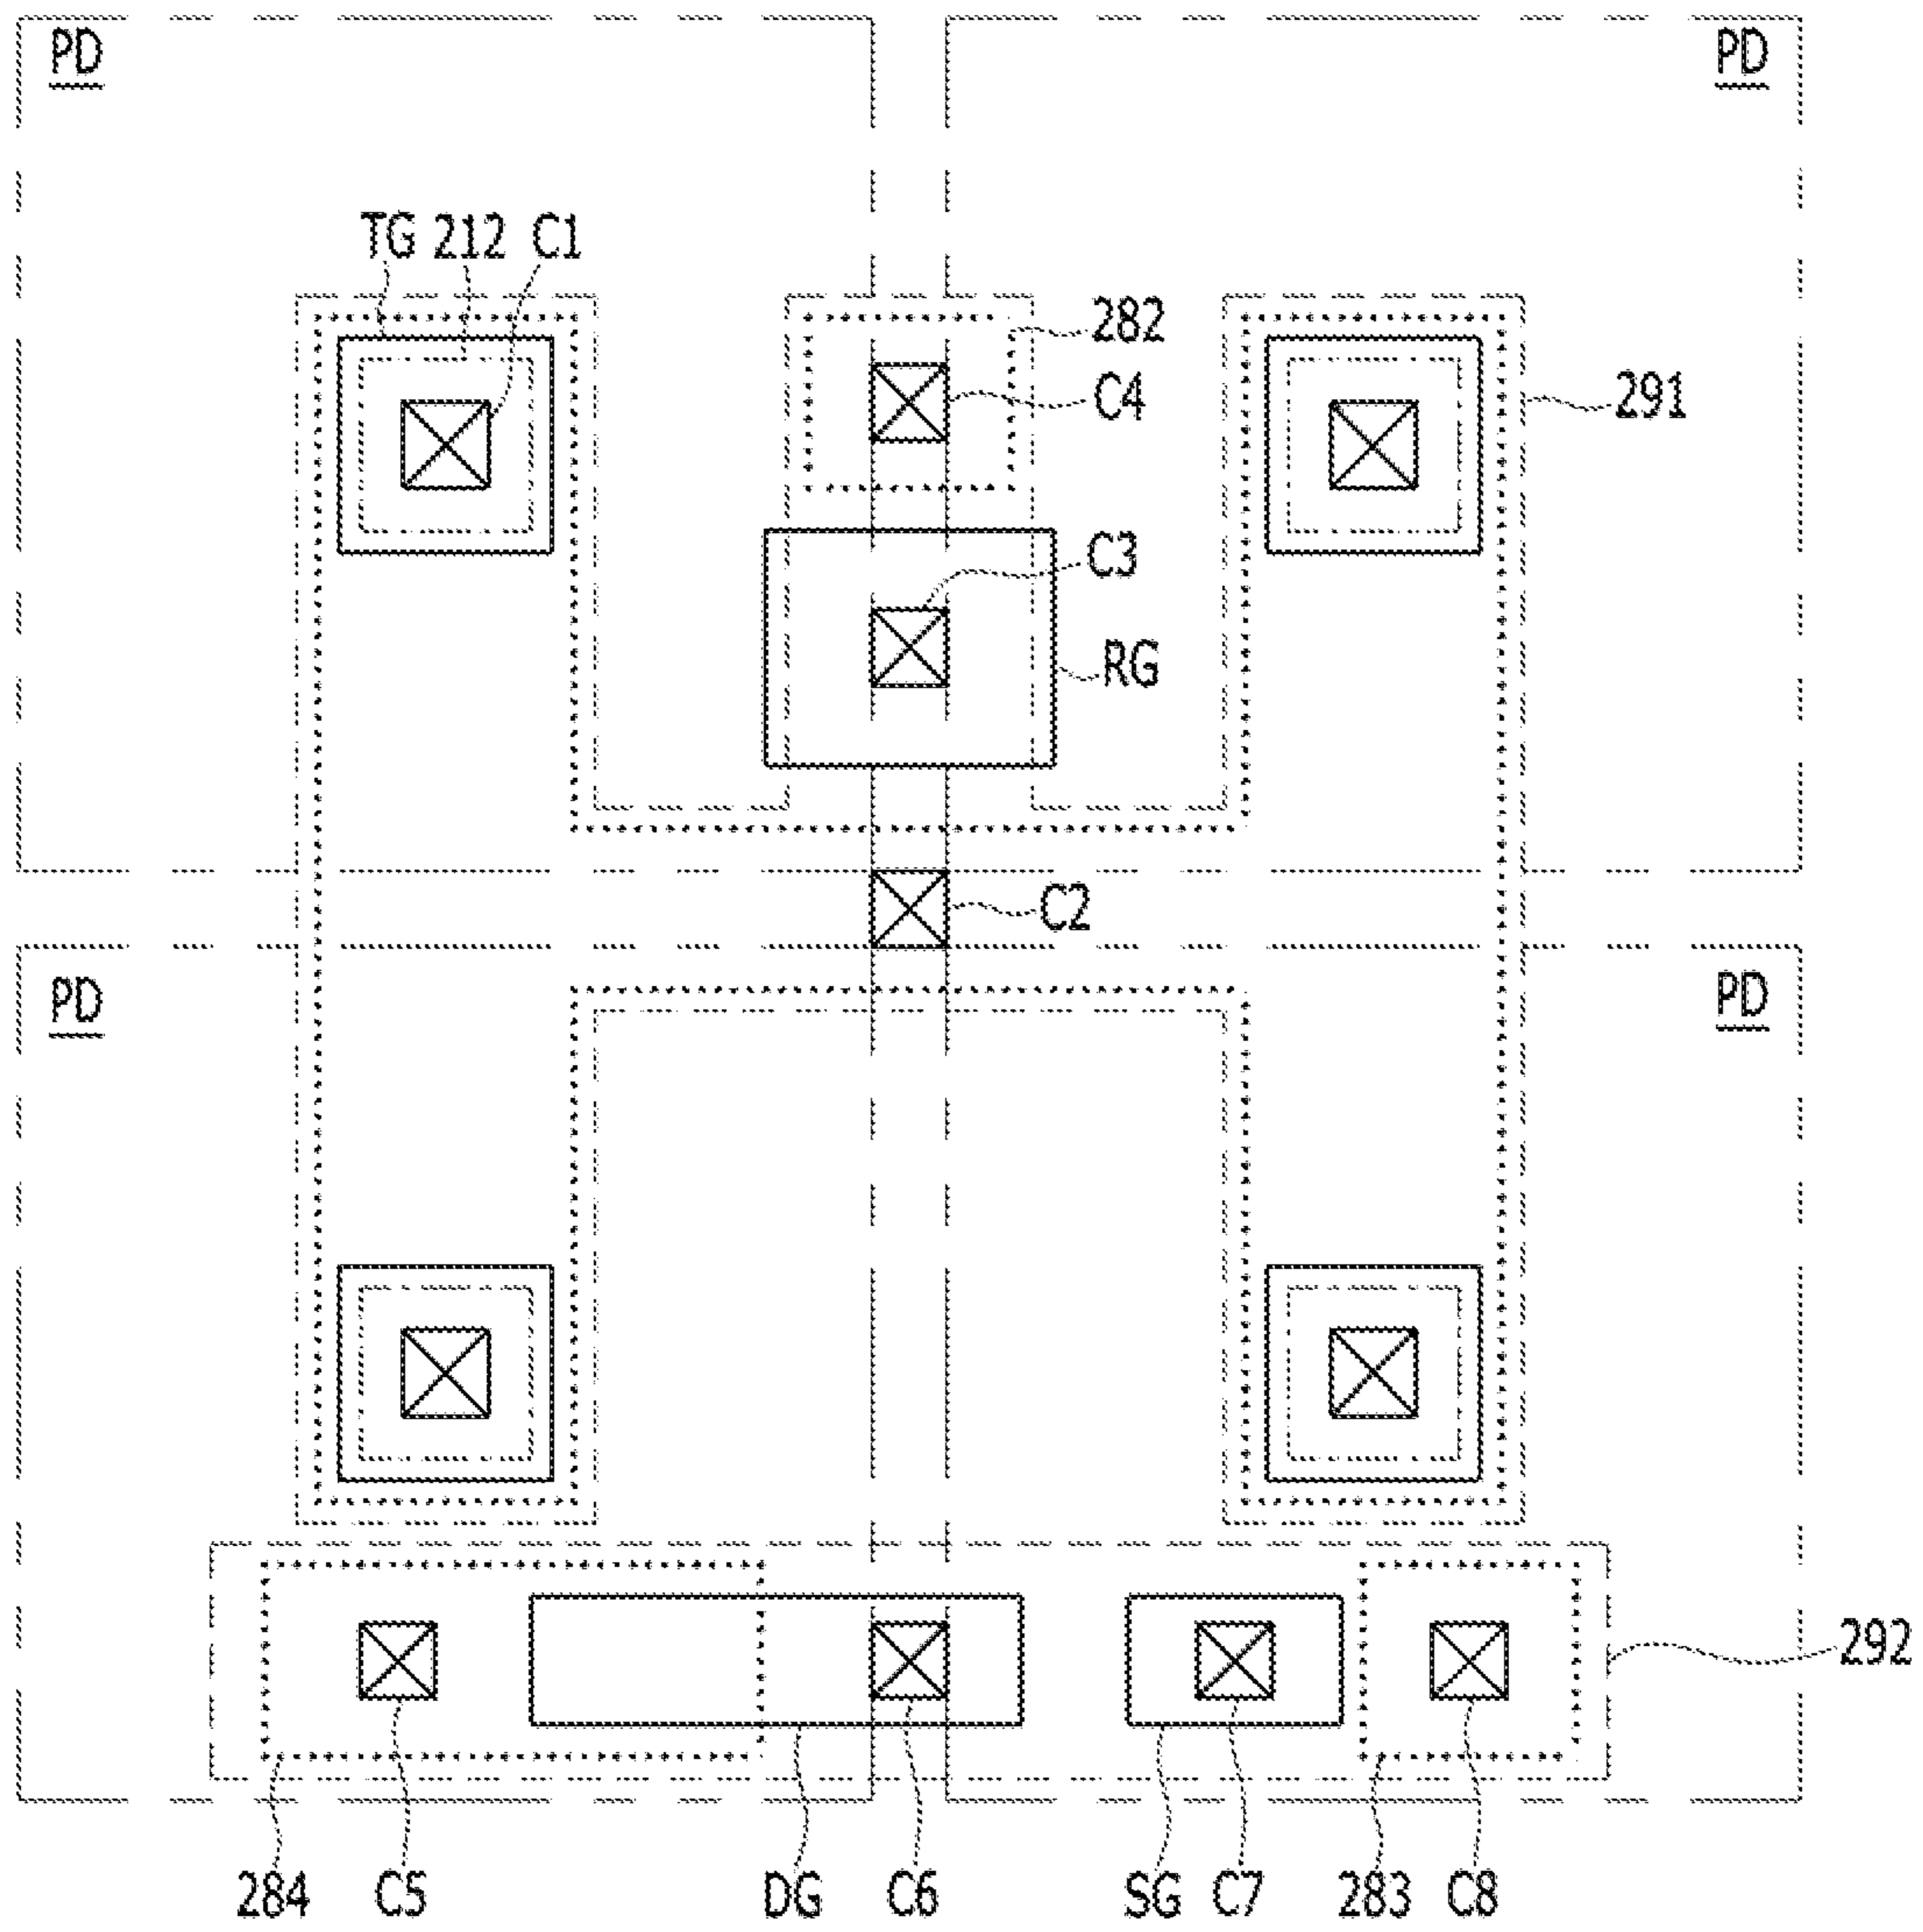 PD PD
TG 212 C1
282
C4
291
C3
RG
C2
PD PD
292
284 C5 DG C6 SG C7 283 C8